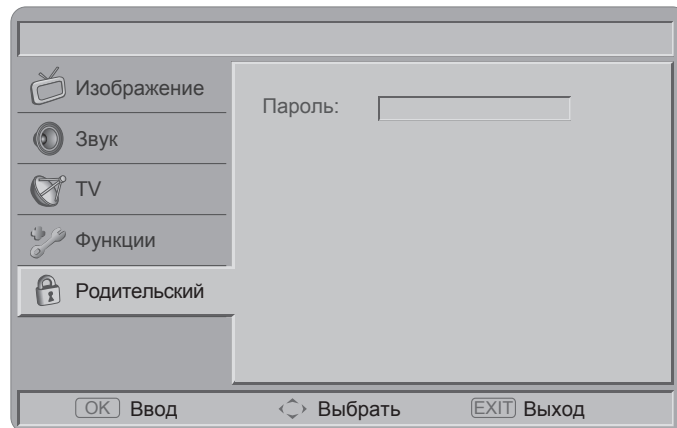 Изображение
Звук
TV
Функции
Родительский
Пароль:
OK Ввод
Выбрать
EXIT Выход